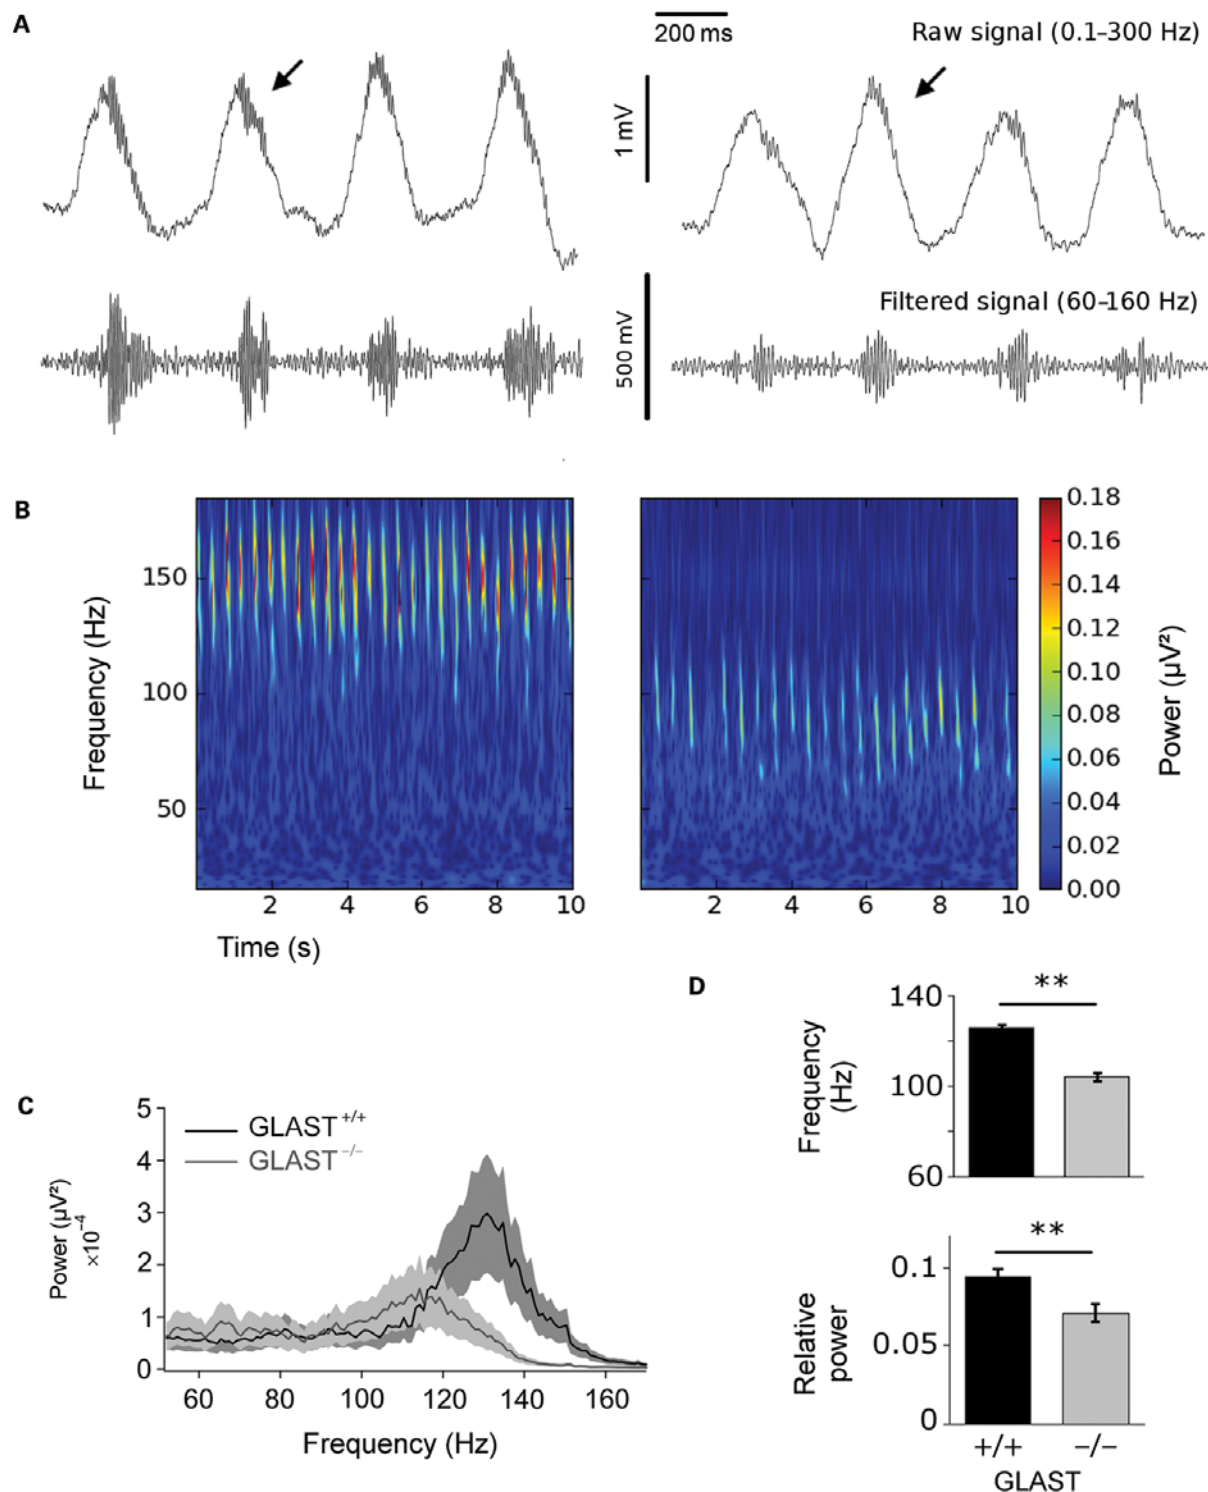 A
200 ms
Raw signal (0.1–300 Hz)
1 mV
Filtered signal (60–160 Hz)
500 mV
B
Frequency (Hz)
150
100
50
2 4 6 8 10
2 4 6 8 10
Time (s)
0.18
0.16
0.14
0.12
0.10
0.08
0.06
0.04
0.02
0.00
Power (µV²)
C
Power (µV²)
×10⁻⁴
5
4
3
2
1
0
GLAST +/+
GLAST −/−
60 80 100 120 140 160
Frequency (Hz)
D
Frequency
(Hz)
140
100
60
**
Relative
power
0.1
0.05
0
**
+/+ −/−
GLAST